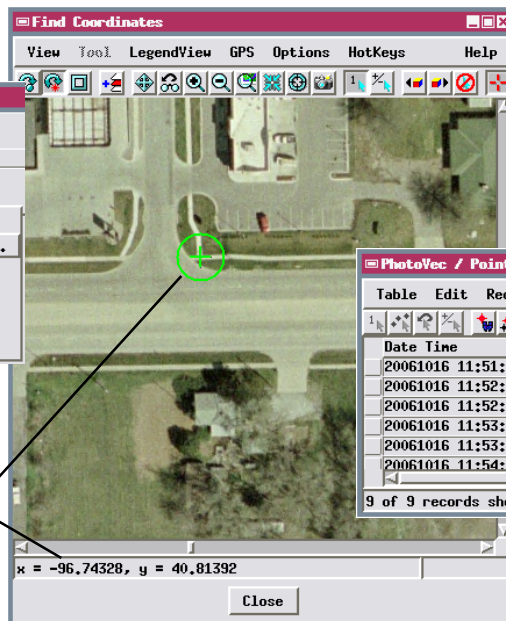 Find Coordinates
View Tool LegendView GPS Options HotKeys Help
PhotoVec / Point
Table Edit
Date Time
20061016 11:51:
20061016 11:52:
20061016 11:52:
20061016 11:53:
20061016 11:53:
20061016 11:54:
9 of 9 records
x = -96.74328, y = 40.81392
Close